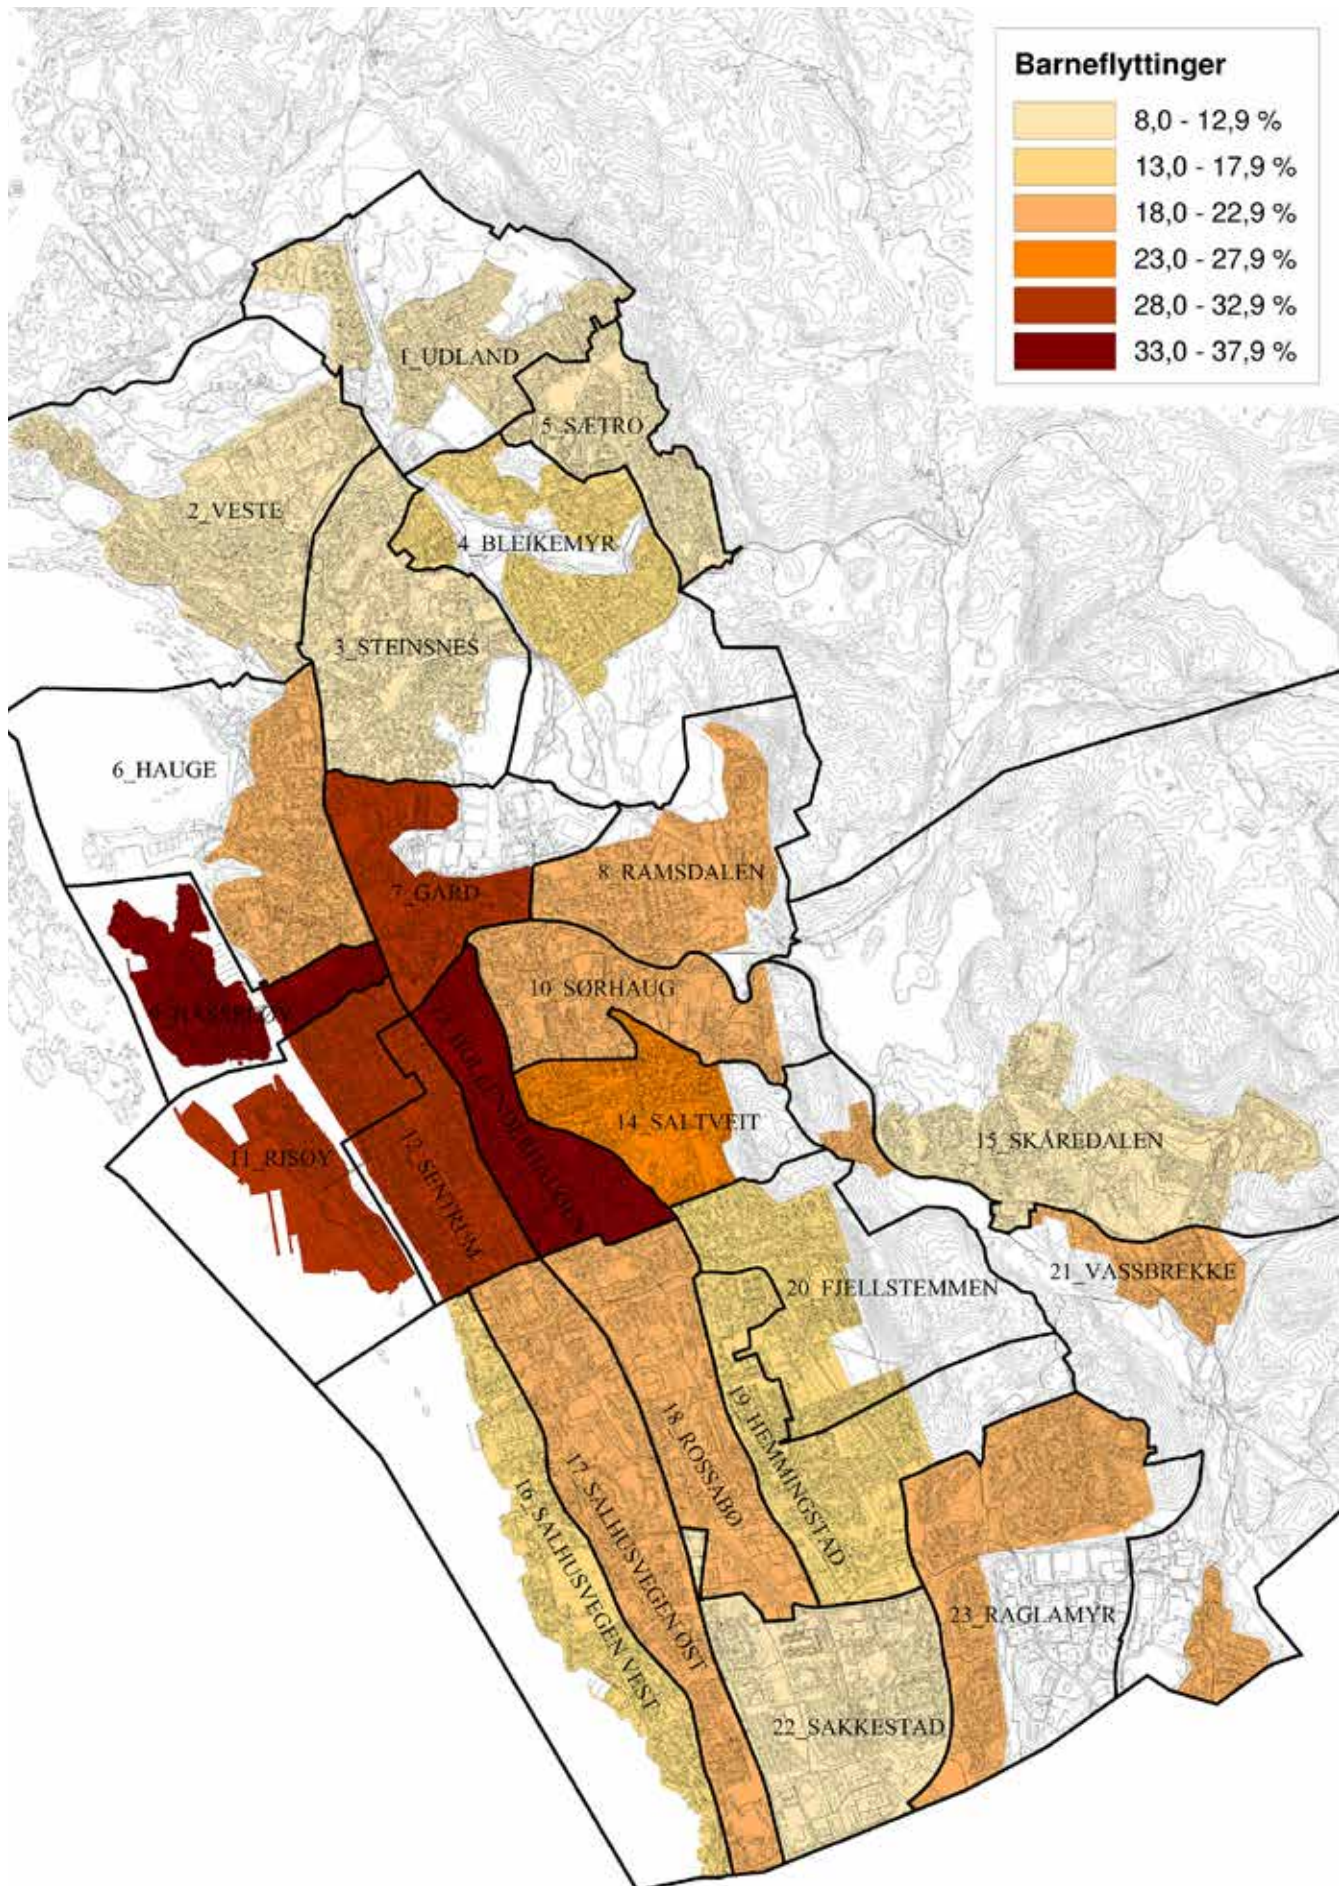 Barneflyttinger
8,0 - 12,9 %
13,0 - 17,9 %
18,0 - 22,9 %
23,0 - 27,9 %
28,0 - 32,9 %
33,0 - 37,9 %
1_UDLAND
5_SÆTRO
2_VESTE
4_BLEIKEMYR
3_STEINSNES
6_HAUGE
8_RAMSDALEN
7_GARD
10_SØRHAUG
14_SALTVEIT
15_SKÅREDALEN
11_RISØY
12_SENTRUM
21_VASSBREKKE
20_FJELLSTEMMEN
19_HEMMINGSTAD
18_ROSSABØ
17_SALHUSVEGEN ØST
16_SALHUSVEGEN VEST
23_RAGLAMYR
22_SAKKESTAD